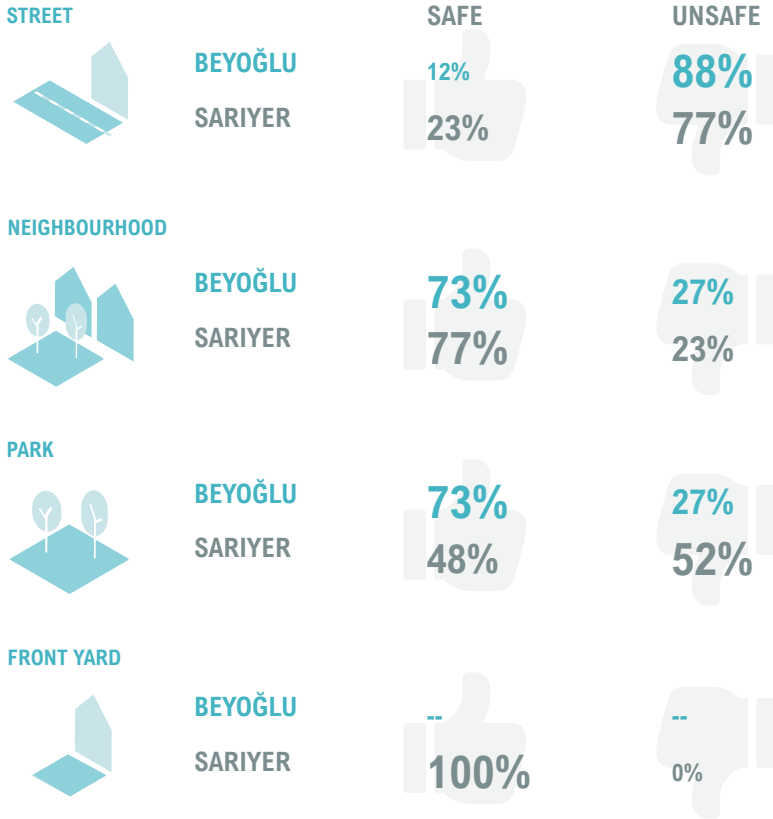 STREET SAFE UNSAFE
BEYOĞLU 12% 88%
SARIYER 23% 77%
NEIGHBOURHOOD
BEYOĞLU 73% 27%
SARIYER 77% 23%
PARK
BEYOĞLU 73% 27%
SARIYER 48% 52%
FRONT YARD
BEYOĞLU -- --
SARIYER 100% 0%